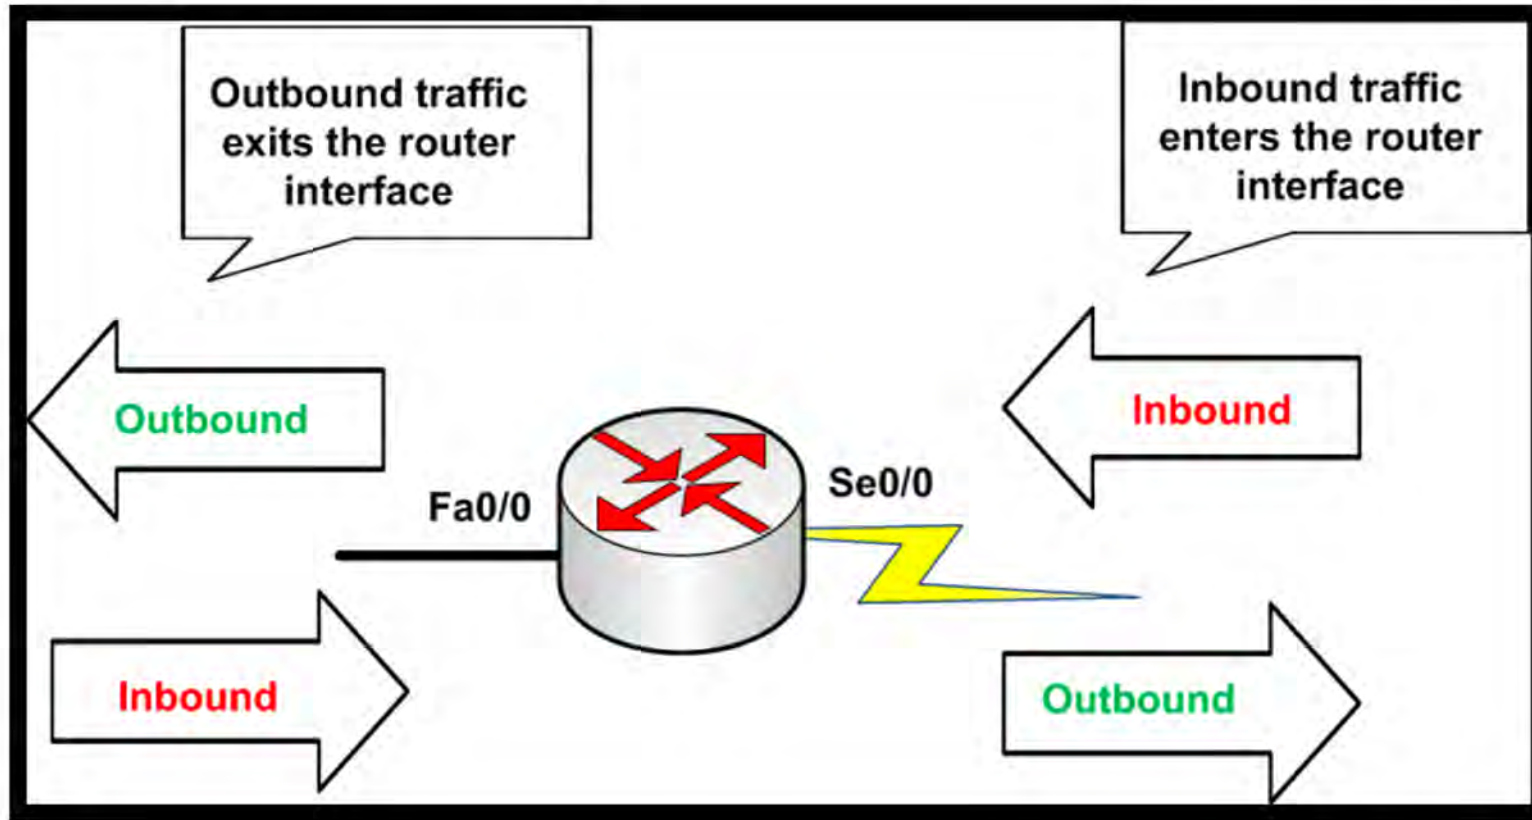 Outbound traffic
exits the router
interface
Inbound traffic
enters the router
interface
Outbound
Inbound
Fa0/0
Se0/0
Inbound
Outbound